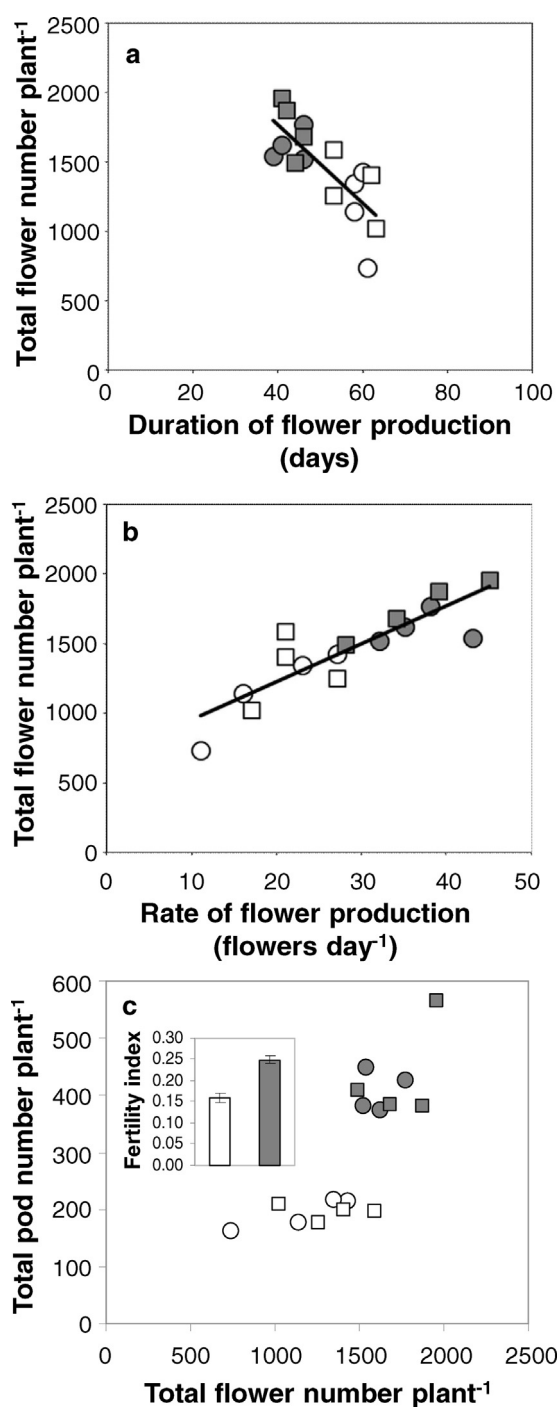 a
Total flower number plant⁻¹
2500
2000
1500
1000
500
0
0 20 40 60 80 100
Duration of flower production
(days)
b
Total flower number plant⁻¹
2500
2000
1500
1000
500
0
0 10 20 30 40 50
Rate of flower production
(flowers day⁻¹)
c
Total pod number plant⁻¹
600
500
400
300
200
100
0
Fertility index
0.30
0.25
0.20
0.15
0.10
0.05
0.00
0 500 1000 1500 2000 2500
Total flower number plant⁻¹